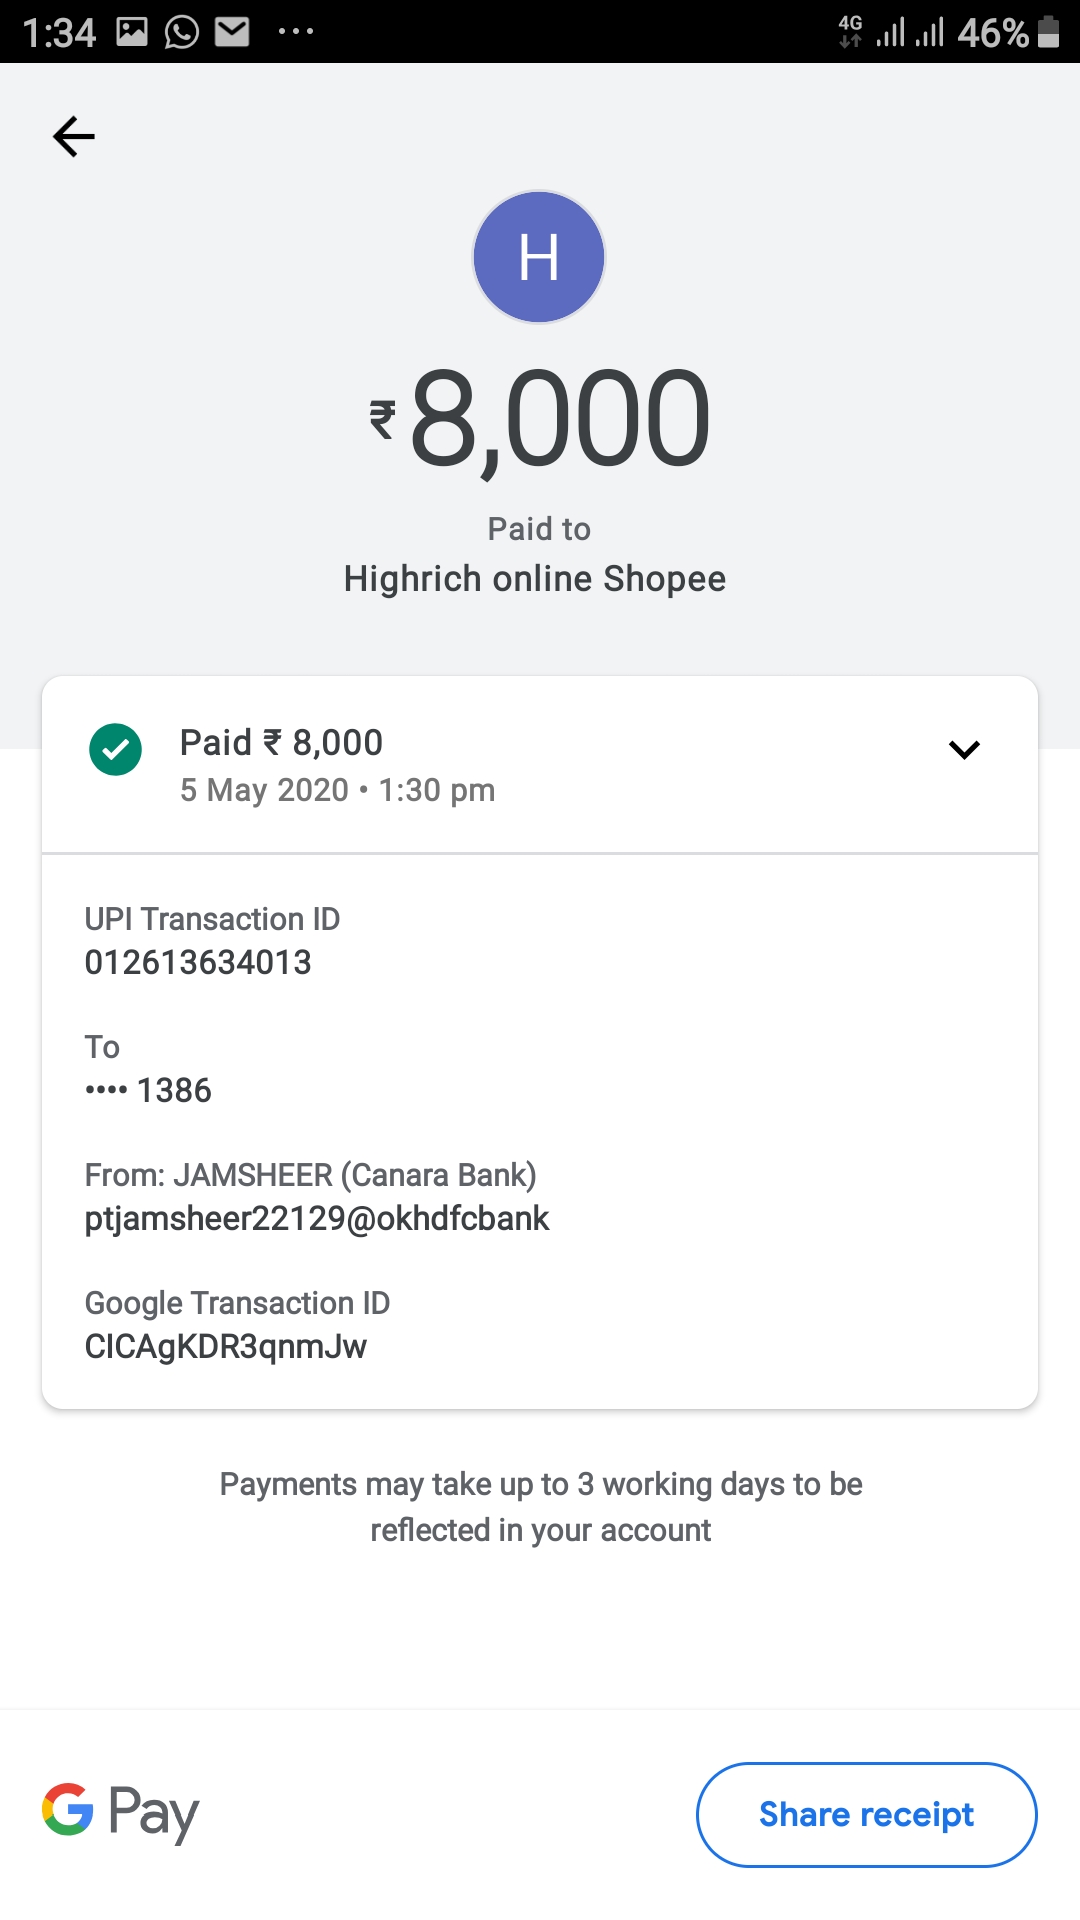 1:34
4G
46%
H
₹8,000
Paid to
Highrich online Shopee
Paid ₹ 8,000
5 May 2020 • 1:30 pm
UPI Transaction ID
012613634013
To
•••• 1386
From: JAMSHEER (Canara Bank)
ptjamsheer22129@okhdfcbank
Google Transaction ID
CICAgKDR3qnmJw
Payments may take up to 3 working days to be
reflected in your account
G Pay
Share receipt